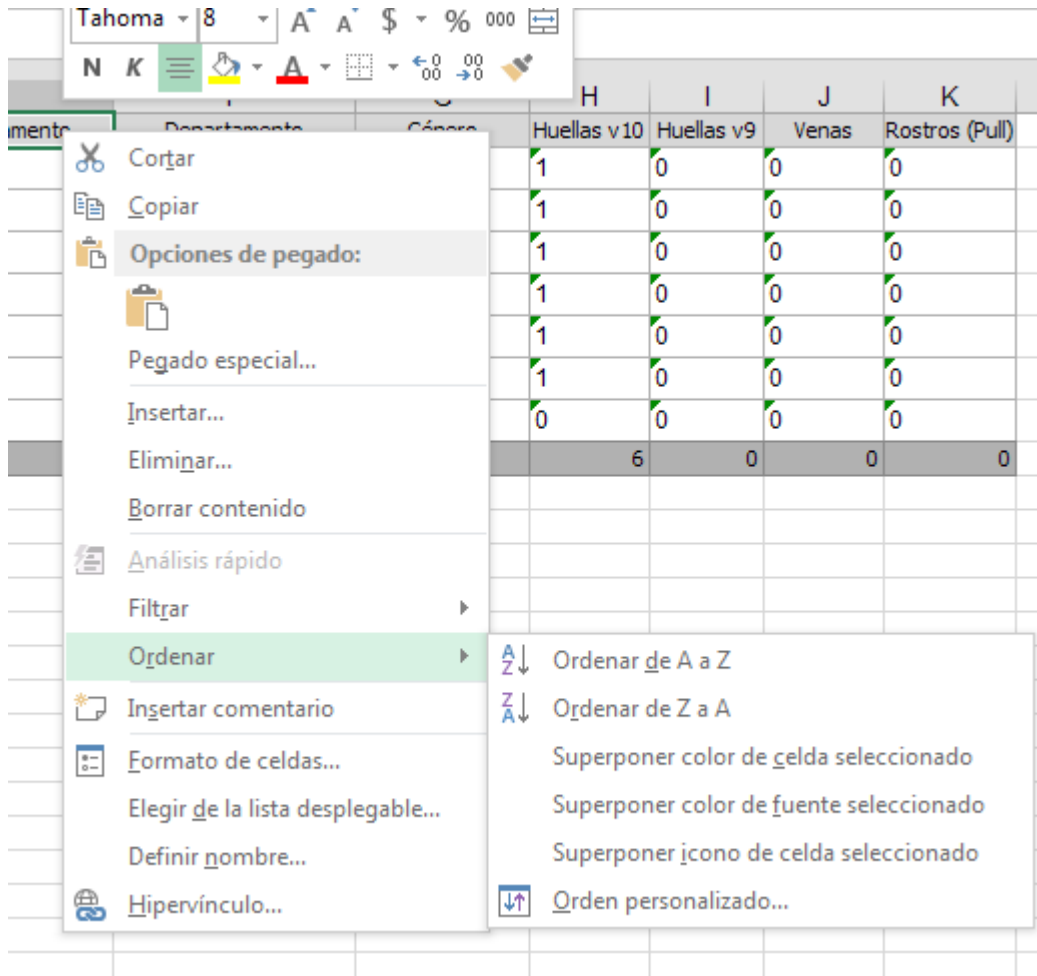 Tahoma 8 A A $ % 000
N K A
H I J K
Departamento Género Huellas v10 Huellas v9 Venas Rostros (Pull)
1 0 0 0
1 0 0 0
1 0 0 0
1 0 0 0
1 0 0 0
1 0 0 0
0 0 0 0
6 0 0 0
Cortar
Copiar
Opciones de pegado:
Pegado especial...
Insertar...
Eliminar...
Borrar contenido
Análisis rápido
Filtrar
Ordenar
Insertar comentario
Formato de celdas...
Elegir de la lista desplegable...
Definir nombre...
Hipervínculo...
Ordenar de A a Z
Ordenar de Z a A
Superponer color de celda seleccionado
Superponer color de fuente seleccionado
Superponer icono de celda seleccionado
Orden personalizado...